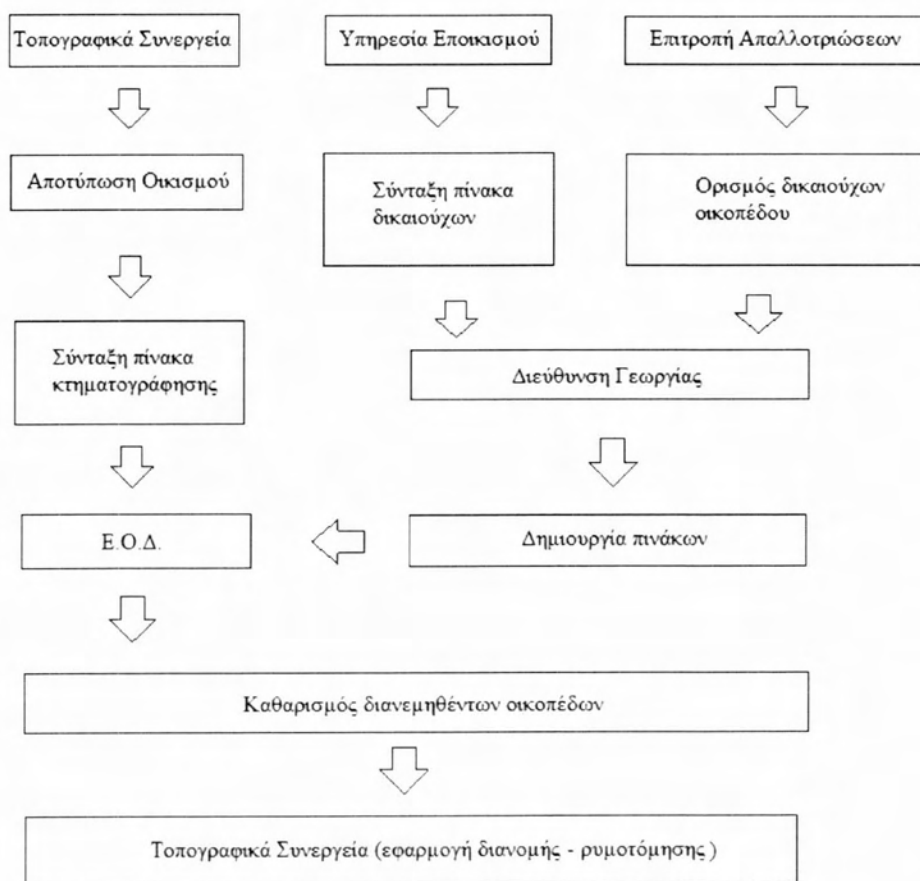 Τοπογραφικά Συνεργεία
Υπηρεσία Εποικισμού
Επιτροπή Απαλλοτριώσεων
Αποτύπωση Οικισμού
Σύνταξη πίνακα
δικαιούχων
Ορισμός δικαιούχων
οικοπέδου
Σύνταξη πίνακα
κτηματογράφησης
Διεύθυνση Γεωργίας
Ε.Ο.Δ.
Δημιουργία πινάκων
Καθαρισμός διανεμηθέντων οικοπέδων
Τοπογραφικά Συνεργεία (εφαρμογή διανομής - ρυμοτόμησης )